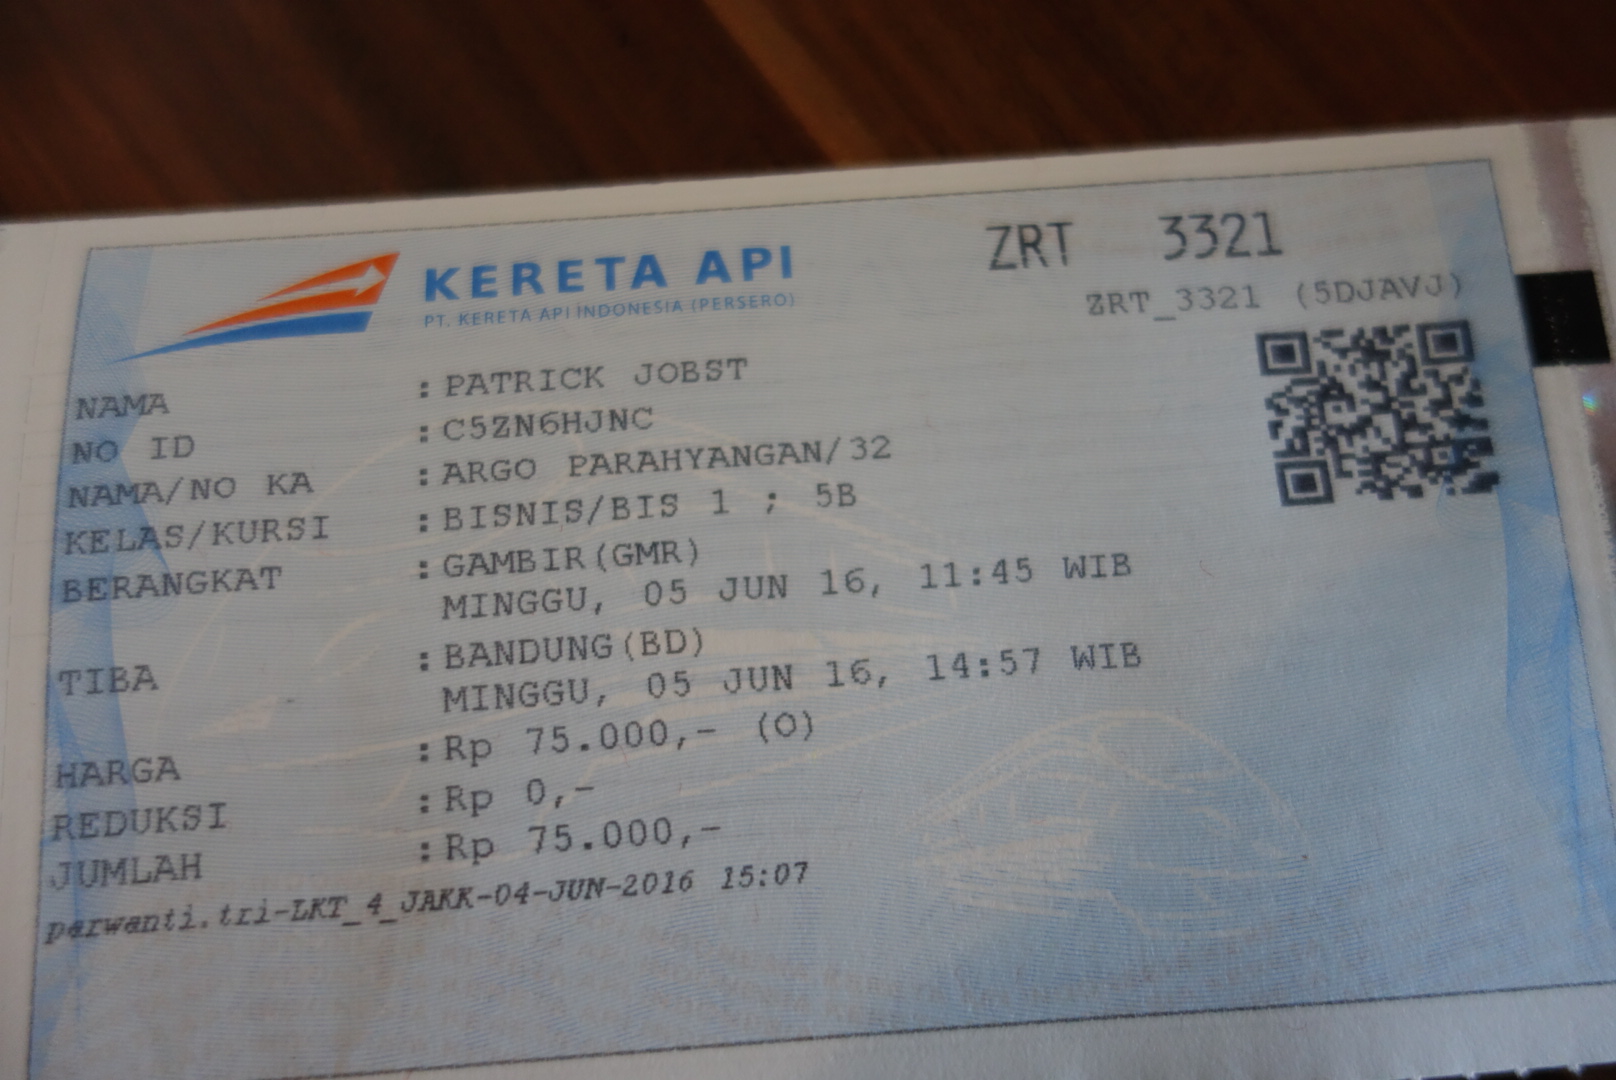 KERETA API
PT. KERETA API INDONESIA (PERSERO)
ZRT 3321
ZRT_3321 (5DJAVJ)
NAMA : PATRICK JOBST
NO ID : C5ZN6HJNC
NAMA/NO KA : ARGO PARAHYANGAN/32
KELAS/KURSI : BISNIS/BIS 1 ; 5B
BERANGKAT : GAMBIR(GMR)
MINGGU, 05 JUN 16, 11:45 WIB
TIBA : BANDUNG(BD)
MINGGU, 05 JUN 16, 14:57 WIB
HARGA : Rp 75.000,- (O)
REDUKSI : Rp 0,-
JUMLAH : Rp 75.000,-
parwanti.tri-LKT_4_JAKK-04-JUN-2016 15:07